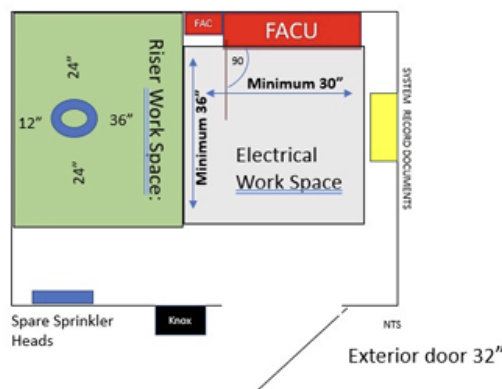 FAC
FACU
24"
12"
36"
24"
Riser Work Space:
90
Minimum 30"
Minimum 36"
Electrical
Work Space
SYSTEM RECORD DOCUMENTS
Spare Sprinkler
Heads
Knox
NTS
Exterior door 32"